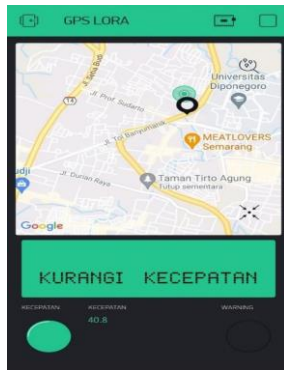 GPS LORA
Universitas
Diponegoro
Jl. Prof. Sudarto
Jl. Tol Banyumanik
MEATLOVERS
Semarang
Jl. Durian Raya
Taman Tirto Agung
Tutup sementara
Google
KURANGI KECEPATAN
KECEPATAN
KECEPATAN
WARNING
40.8